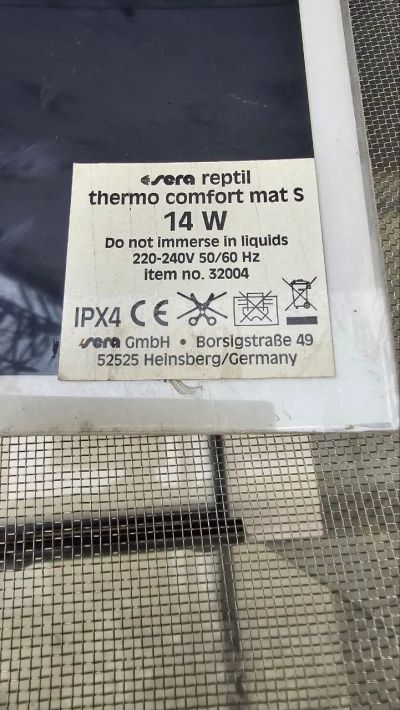 sera reptil
thermo comfort mat S
14 W
Do not immerse in liquids
220-240V 50/60 Hz
item no. 32004
IPX4 CE
sera GmbH • Borsigstraße 49
52525 Heinsberg/Germany